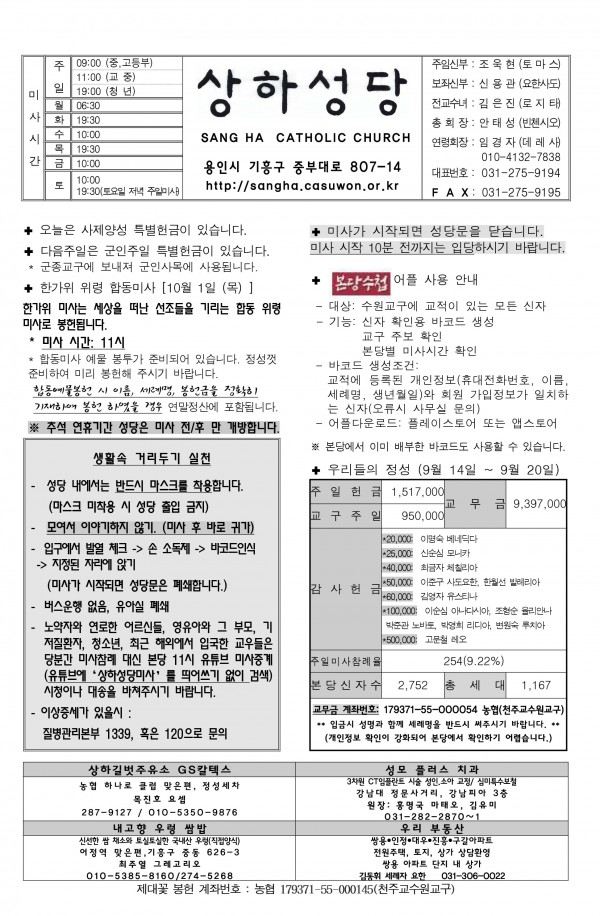 미사시간
주일 09:00 (중,고등부)
11:00 (교 중)
19:00 (청 년)
월 06:30
화 19:30
수 10:00
목 19:30
금 10:00
토 10:00
19:30(토요일 저녁 주일미사)
상하성당
SANG HA CATHOLIC CHURCH
용인시 기흥구 중부대로 807-14
http://sangha.casuwon.or.kr
주임신부 : 조 욱 현 (토 마 스)
보좌신부 : 신 용 관 (요한사도)
전교수녀 : 김 은 진 (로 지 타)
총 회 장 : 안 태 성 (빈첸시오)
연령회장 : 임 경 자 (데 레 사)
010-4132-7838
대표번호 : 031-275-9194
F A X : 031-275-9195
✚ 오늘은 사제양성 특별헌금이 있습니다.
✚ 다음주일은 군인주일 특별헌금이 있습니다.
* 군종교구에 보내져 군인사목에 사용됩니다.
✚ 한가위 위령 합동미사 [10월 1일 (목) ]
한가위 미사는 세상을 떠난 선조들을 기리는 합동 위령
미사로 봉헌됩니다.
* 미사 시간: 11시
* 합동미사 예물 봉투가 준비되어 있습니다. 정성껏
준비하여 미리 봉헌해 주시기 바랍니다.
합동예물봉헌 시 이름, 세례명, 봉헌금을 정확히
기재하여 봉헌 하였을 경우 연말정산에 포함됩니다.
※ 추석 연휴기간 성당은 미사 전/후 만 개방합니다.
생활속 거리두기 실천
- 성당 내에서는 반드시 마스크를 착용합니다.
(마스크 미착용 시 성당 출입 금지)
- 모여서 이야기하지 않기. (미사 후 바로 귀가)
- 입구에서 발열 체크 -> 손 소독제 -> 바코드인식
-> 지정된 자리에 앉기
(미사가 시작되면 성당문은 폐쇄합니다.)
- 버스운행 없음, 유아실 폐쇄
- 노약자와 연로한 어르신들, 영유아와 그 부모, 기
저질환자, 청소년, 최근 해외에서 입국한 교우들은
당분간 미사참례 대신 본당 11시 유튜브 미사중계
(유튜브에 ‘상하성당미사’ 를 띄어쓰기 없이 검색)
시청이나 대송을 바쳐주시기 바랍니다.
- 이상증세가 있을시 :
질병관리본부 1339, 혹은 120으로 문의
✚ 미사가 시작되면 성당문을 닫습니다.
미사 시작 10분 전까지는 입당하시기 바랍니다.
✚ 본당수첩 어플 사용 안내
- 대상: 수원교구에 교적이 있는 모든 신자
- 기능: 신자 확인용 바코드 생성
교구 주보 확인
본당별 미사시간 확인
- 바코드 생성조건:
교적에 등록된 개인정보(휴대전화번호, 이름,
세례명, 생년월일)와 회원 가입정보가 일치하
는 신자(오류시 사무실 문의)
- 어플다운로드: 플레이스토어 또는 앱스토어
※ 본당에서 이미 배부한 바코드도 사용할 수 있습니다.
✚ 우리들의 정성 (9월 14일 ~ 9월 20일)
주 일 헌 금 1,517,000 교 무 금 9,397,000
교 구 주 일 950,000
감 사 헌 금
*20,000: 이명숙 베네딕다
*25,000: 신순심 모니카
*40,000: 최금자 체칠리아
*50,000: 이준구 사도요한, 한월선 발레리아
*60,000: 김영자 유스티나
*100,000: 이순심 아나다시아, 조형순 율리안나
박준관 노바토, 박영희 리디아, 변원숙 루치아
*500,000: 고문철 레오
주일미사참례율 254(9.22%)
본 당 신 자 수 2,752 총 세 대 1,167
교무금 계좌번호: 179371-55-000054 농협(천주교수원교구)
** 입금시 성명과 함께 세례명을 반드시 써주시기 바랍니다. **
(개인정보 확인이 강화되어 본당에서 확인하기 어렵습니다.)
상하길벗주유소 GS칼텍스
농협 하나로 클럽 맞은편, 정성세차
목진호 요셉
287-9127 / 010-5350-9876
성모 플러스 치과
3차원 CT임플란트 시술 성인.소아 교정/ 심미특수보철
강남대 정문사거리, 강남피아 3층
원장: 홍명국 마태오, 김유미
031-282-2870~1
내고향 우렁 쌈밥
신선한 쌈 채소와 토실토실한 국내산 우렁(직접양식)
어정역 맞은편,기흥구 중동 626-3
최주열 그레고리오
010-5385-8160/274-5268
우리 부동산
쌍용•인정•대우•진흥•구갈아파트
전원주택, 토지, 상가 상담환영
쌍용 아파트 단지 내 상가
김동휘 세례자 요한 031-306-0022
제대꽃 봉헌 계좌번호 : 농협 179371-55-000145(천주교수원교구)